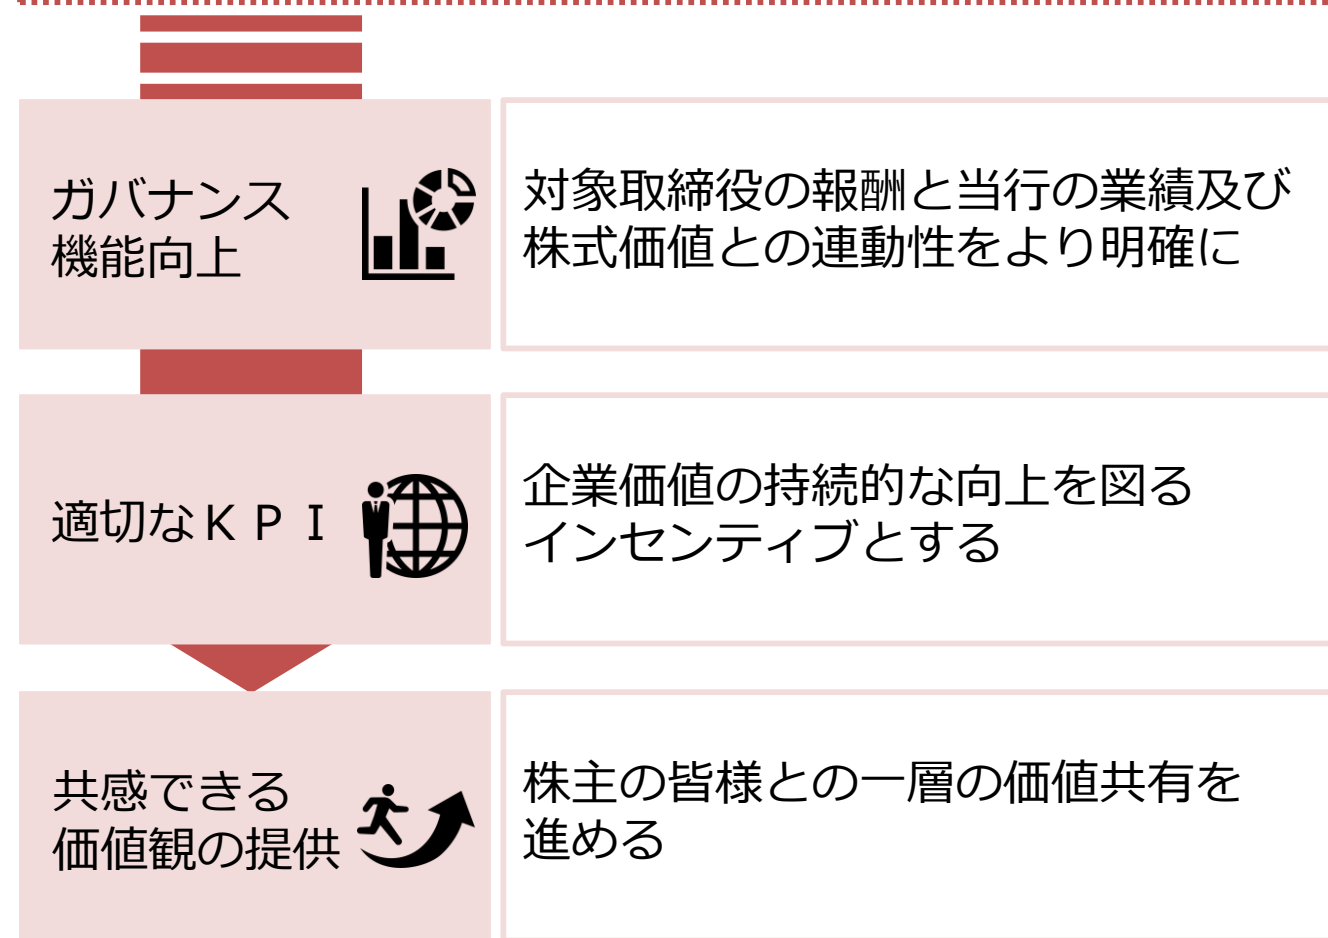 ガバナンス
機能向上
対象取締役の報酬と当行の業績及び
株式価値との連動性をより明確に
適切なＫＰＩ
企業価値の持続的な向上を図る
インセンティブとする
共感できる
価値観の提供
株主の皆様との一層の価値共有を
進める